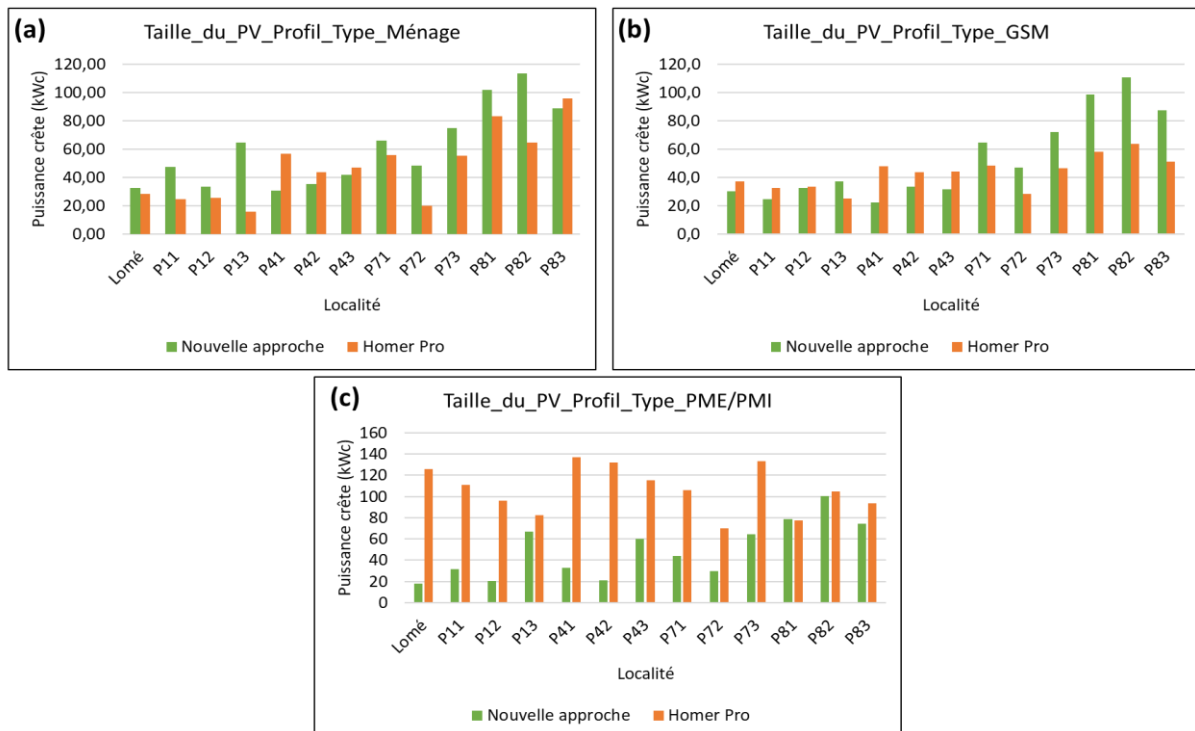 (a)
Taille_du_PV_Profil_Type_Ménage
Puissance crête (kWc)
120,00
100,00
80,00
60,00
40,00
20,00
0,00
Lomé P11 P12 P13 P41 P42 P43 P71 P72 P73 P81 P82 P83
Localité
Nouvelle approche Homer Pro
(b)
Taille_du_PV_Profil_Type_GSM
Puissance crête (kWc)
120,0
100,0
80,0
60,0
40,0
20,0
0,0
Lomé P11 P12 P13 P41 P42 P43 P71 P72 P73 P81 P82 P83
Localité
Nouvelle approche Homer Pro
(c)
Taille_du_PV_Profil_Type_PME/PMI
Puissance crête (kWc)
160
140
120
100
80
60
40
20
0
Lomé P11 P12 P13 P41 P42 P43 P71 P72 P73 P81 P82 P83
Localité
Nouvelle approche Homer Pro